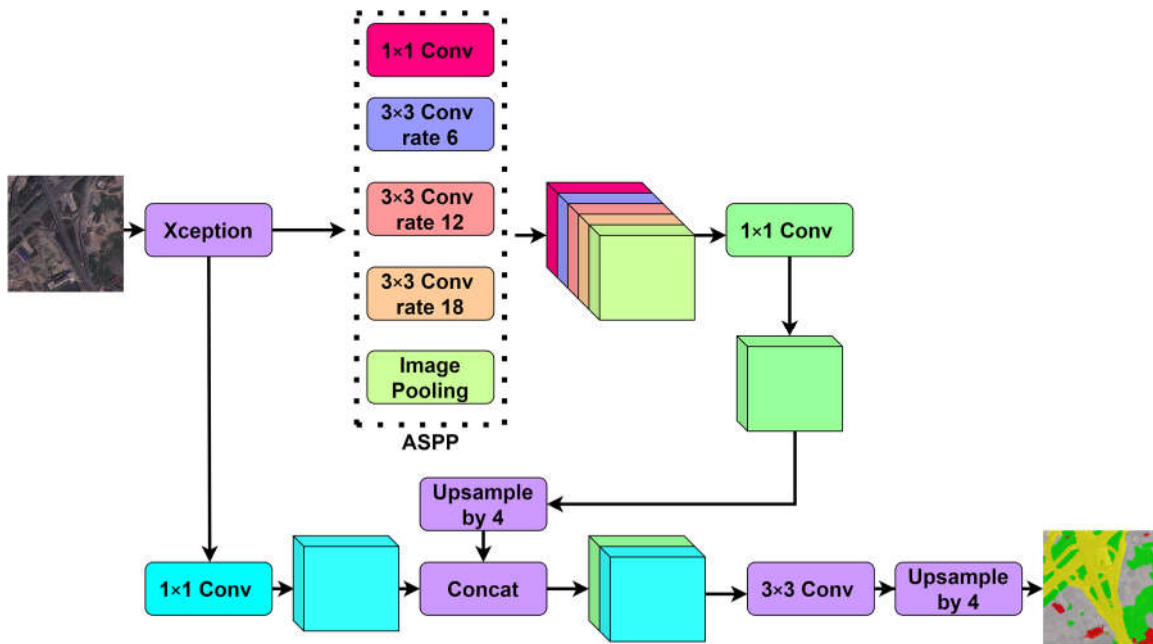 1×1 Conv
3×3 Conv
rate 6
3×3 Conv
rate 12
3×3 Conv
rate 18
Image
Pooling
ASPP
Xception
1×1 Conv
Upsample
by 4
1×1 Conv
Concat
3×3 Conv
Upsample
by 4